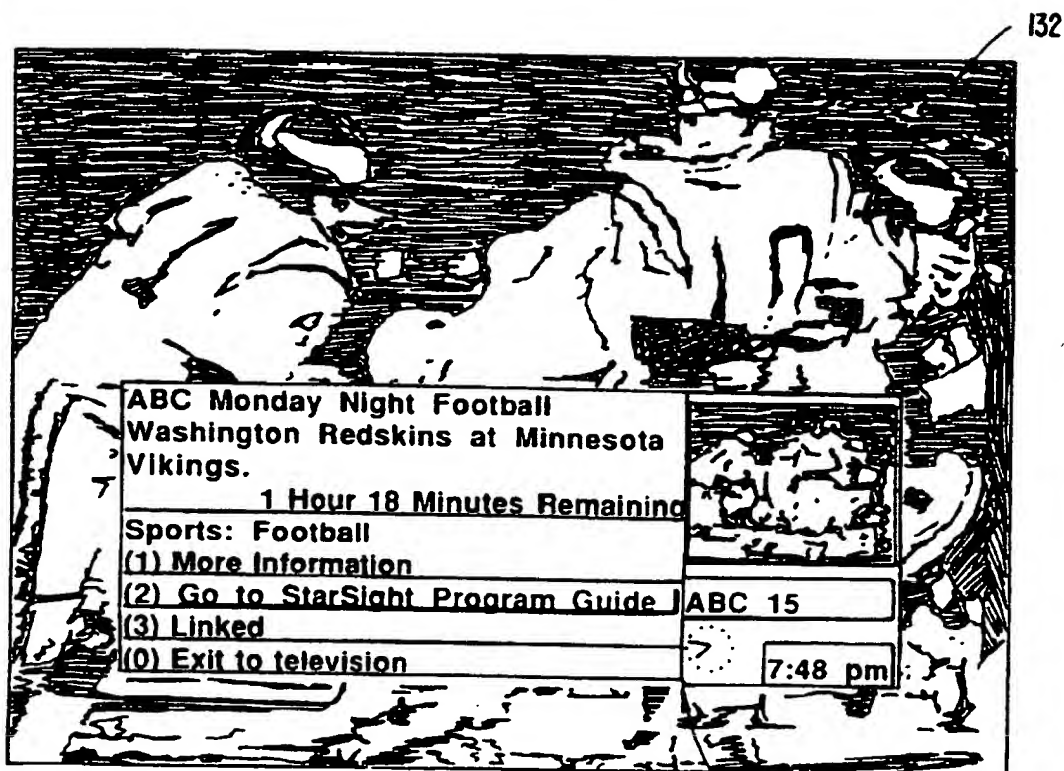 132
ABC Monday Night Football
Washington Redskins at Minnesota
Vikings.
1 Hour 18 Minutes Remaining
Sports: Football
(1) More Information
(2) Go to StarSight Program Guide
ABC 15
(3) Linked
(0) Exit to television
7:48 pm